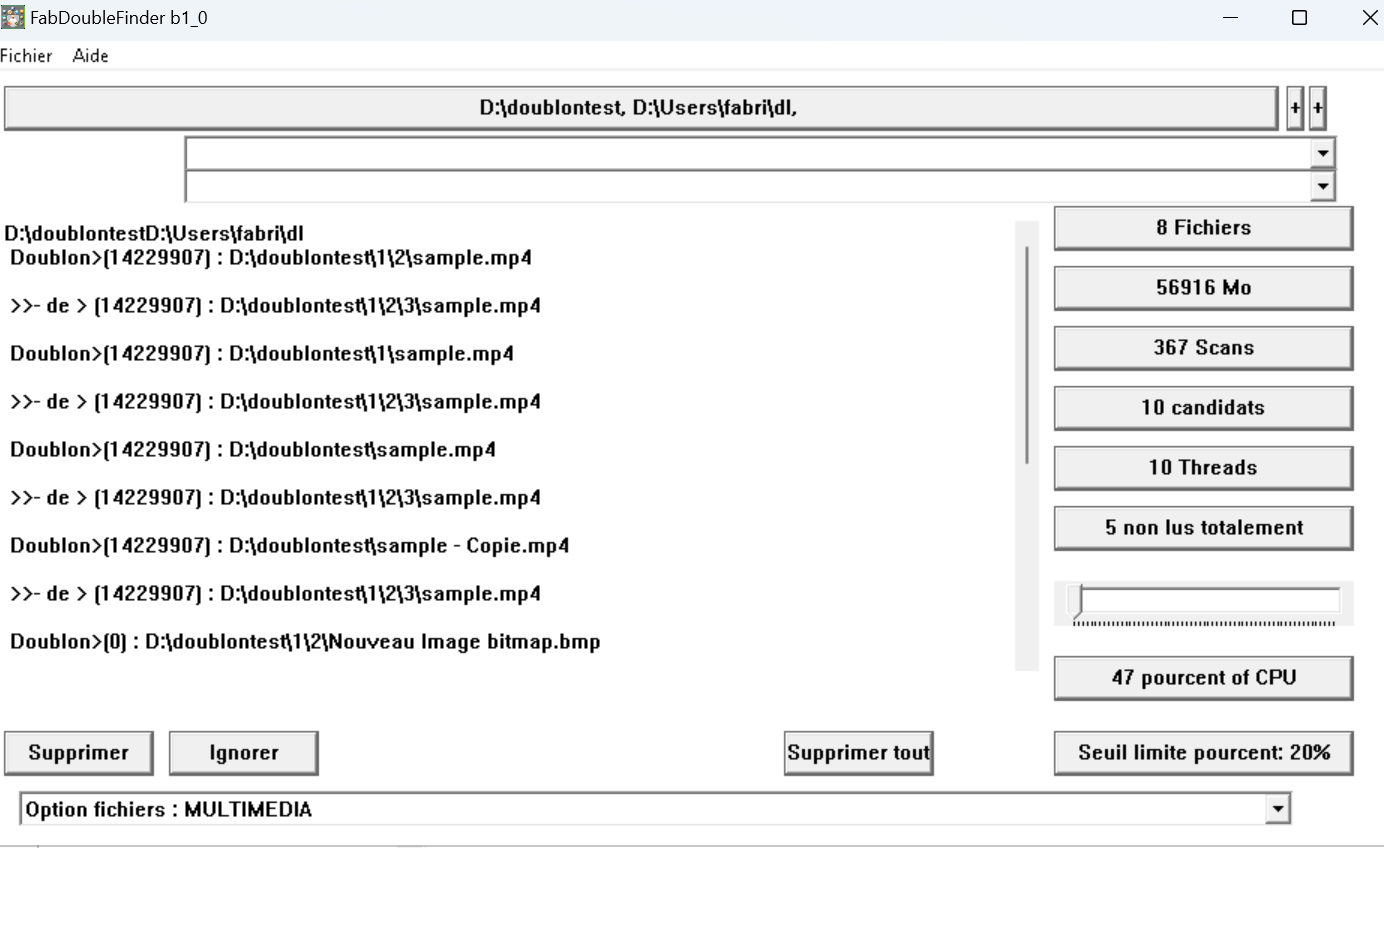 FabDoubleFinder b1_0
Fichier Aide
D:\doublontest, D:\Users\fabri\dl,
+ +
D:\doublontestD:\Users\fabri\dl
Doublon>(14229907) : D:\doublontest\1\2\sample.mp4
>>- de > (14229907) : D:\doublontest\1\2\3\sample.mp4
Doublon>(14229907) : D:\doublontest\1\sample.mp4
>>- de > (14229907) : D:\doublontest\1\2\3\sample.mp4
Doublon>(14229907) : D:\doublontest\sample.mp4
>>- de > (14229907) : D:\doublontest\1\2\3\sample.mp4
Doublon>(14229907) : D:\doublontest\sample - Copie.mp4
>>- de > (14229907) : D:\doublontest\1\2\3\sample.mp4
Doublon>(0) : D:\doublontest\1\2\Nouveau Image bitmap.bmp
8 Fichiers
56916 Mo
367 Scans
10 candidats
10 Threads
5 non lus totalement
47 pourcent of CPU
Supprimer
Ignorer
Supprimer tout
Seuil limite pourcent: 20%
Option fichiers : MULTIMEDIA